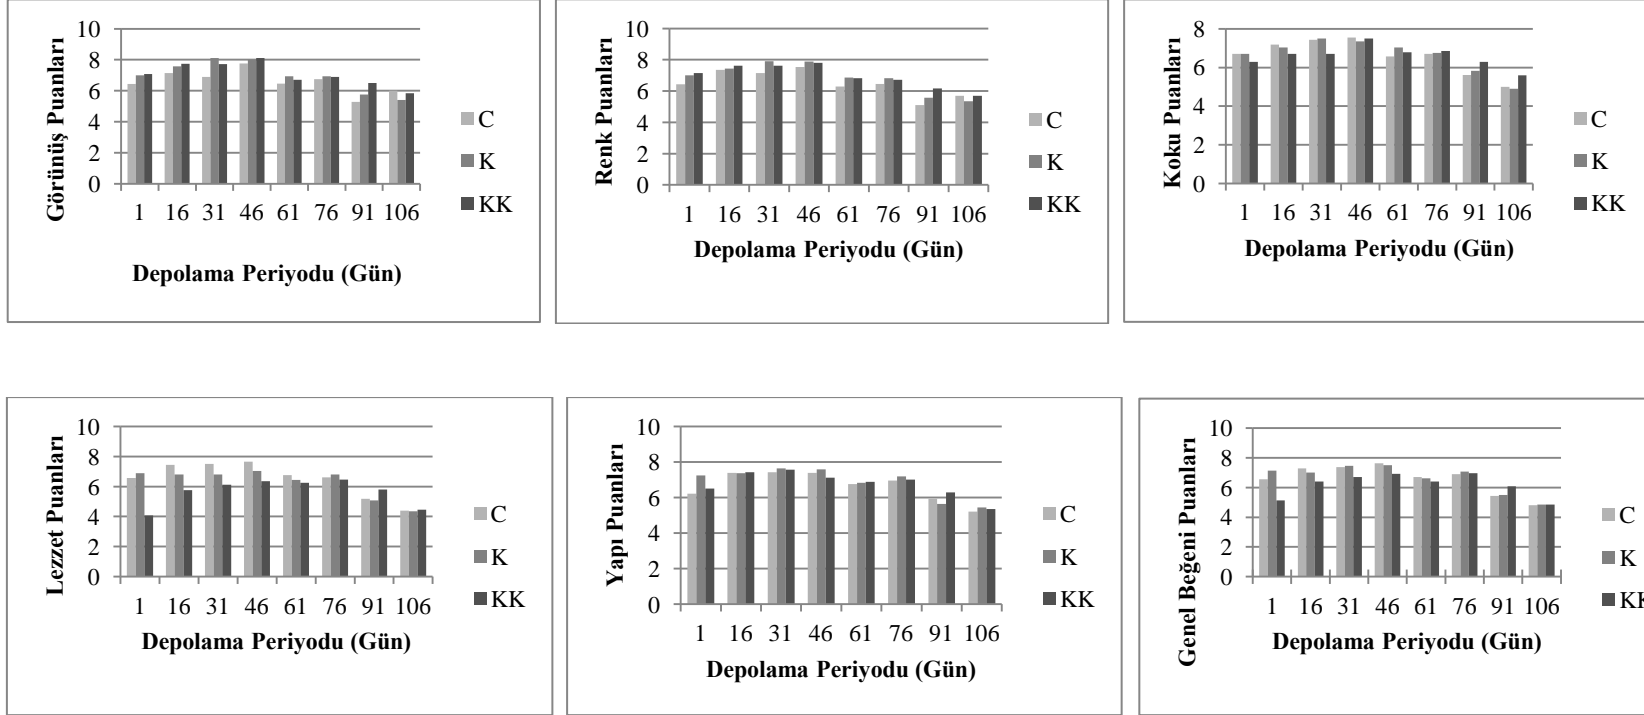 Görünüş Puanları
10
8
6
4
2
0
1 16 31 46 61 76 91 106
Depolama Periyodu (Gün)
C
K
KK
Renk Puanları
10
8
6
4
2
0
1 16 31 46 61 76 91 106
Depolama Periyodu (Gün)
C
K
KK
Koku Puanları
8
6
4
2
0
1 16 31 46 61 76 91 106
Depolama Periyodu (Gün)
C
K
KK
Lezzet Puanları
10
8
6
4
2
0
1 16 31 46 61 76 91 106
Depolama Periyodu (Gün)
C
K
KK
Yapı Puanları
10
8
6
4
2
0
1 16 31 46 61 76 91 106
Depolama Periyodu (Gün)
C
K
KK
Genel Beğeni Puanları
10
8
6
4
2
0
1 16 31 46 61 76 91 106
Depolama Periyodu (Gün)
C
K
KK